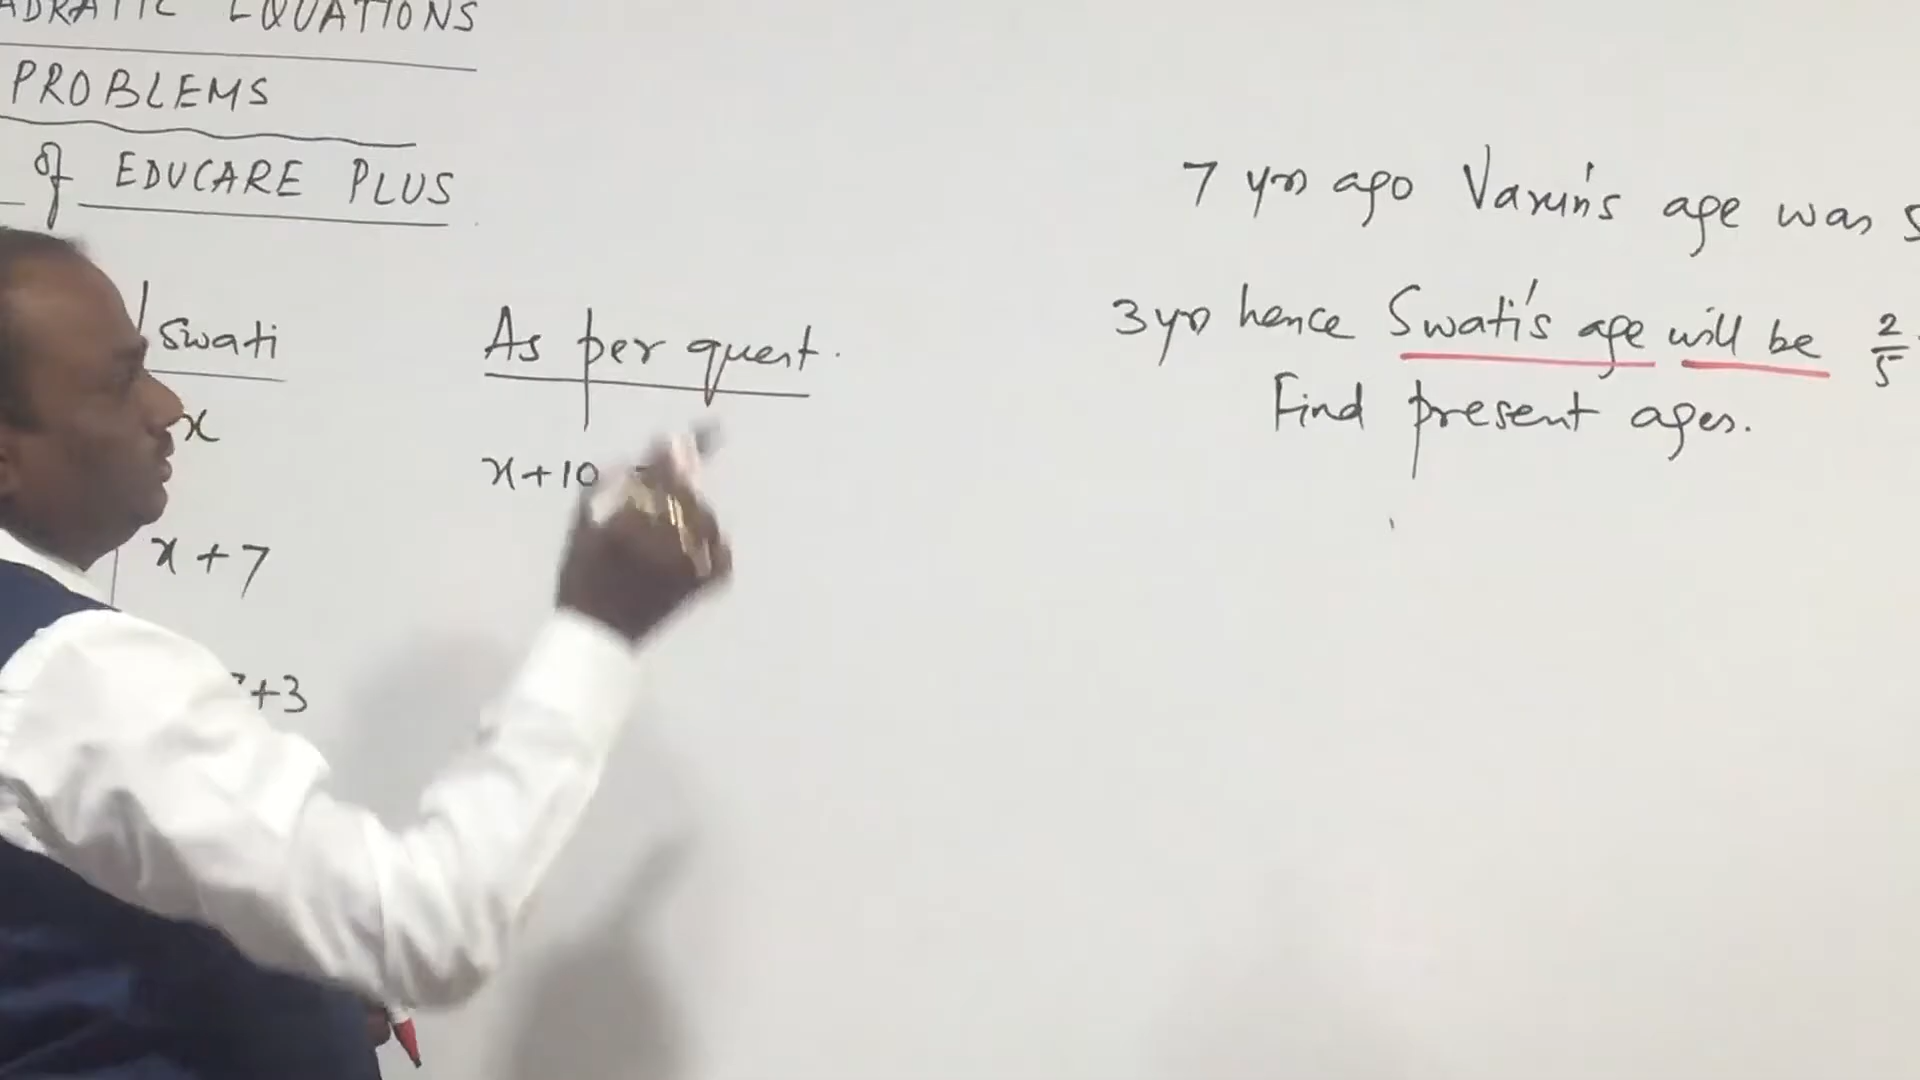 EQUATIONS
PROBLEMS
of EDUCARE PLUS
Swati
x
x + 7
+3
As per quest.
x+10
7 yrs ago Varun's age was
3 yrs hence Swati's age will be 2/5
Find present ages.